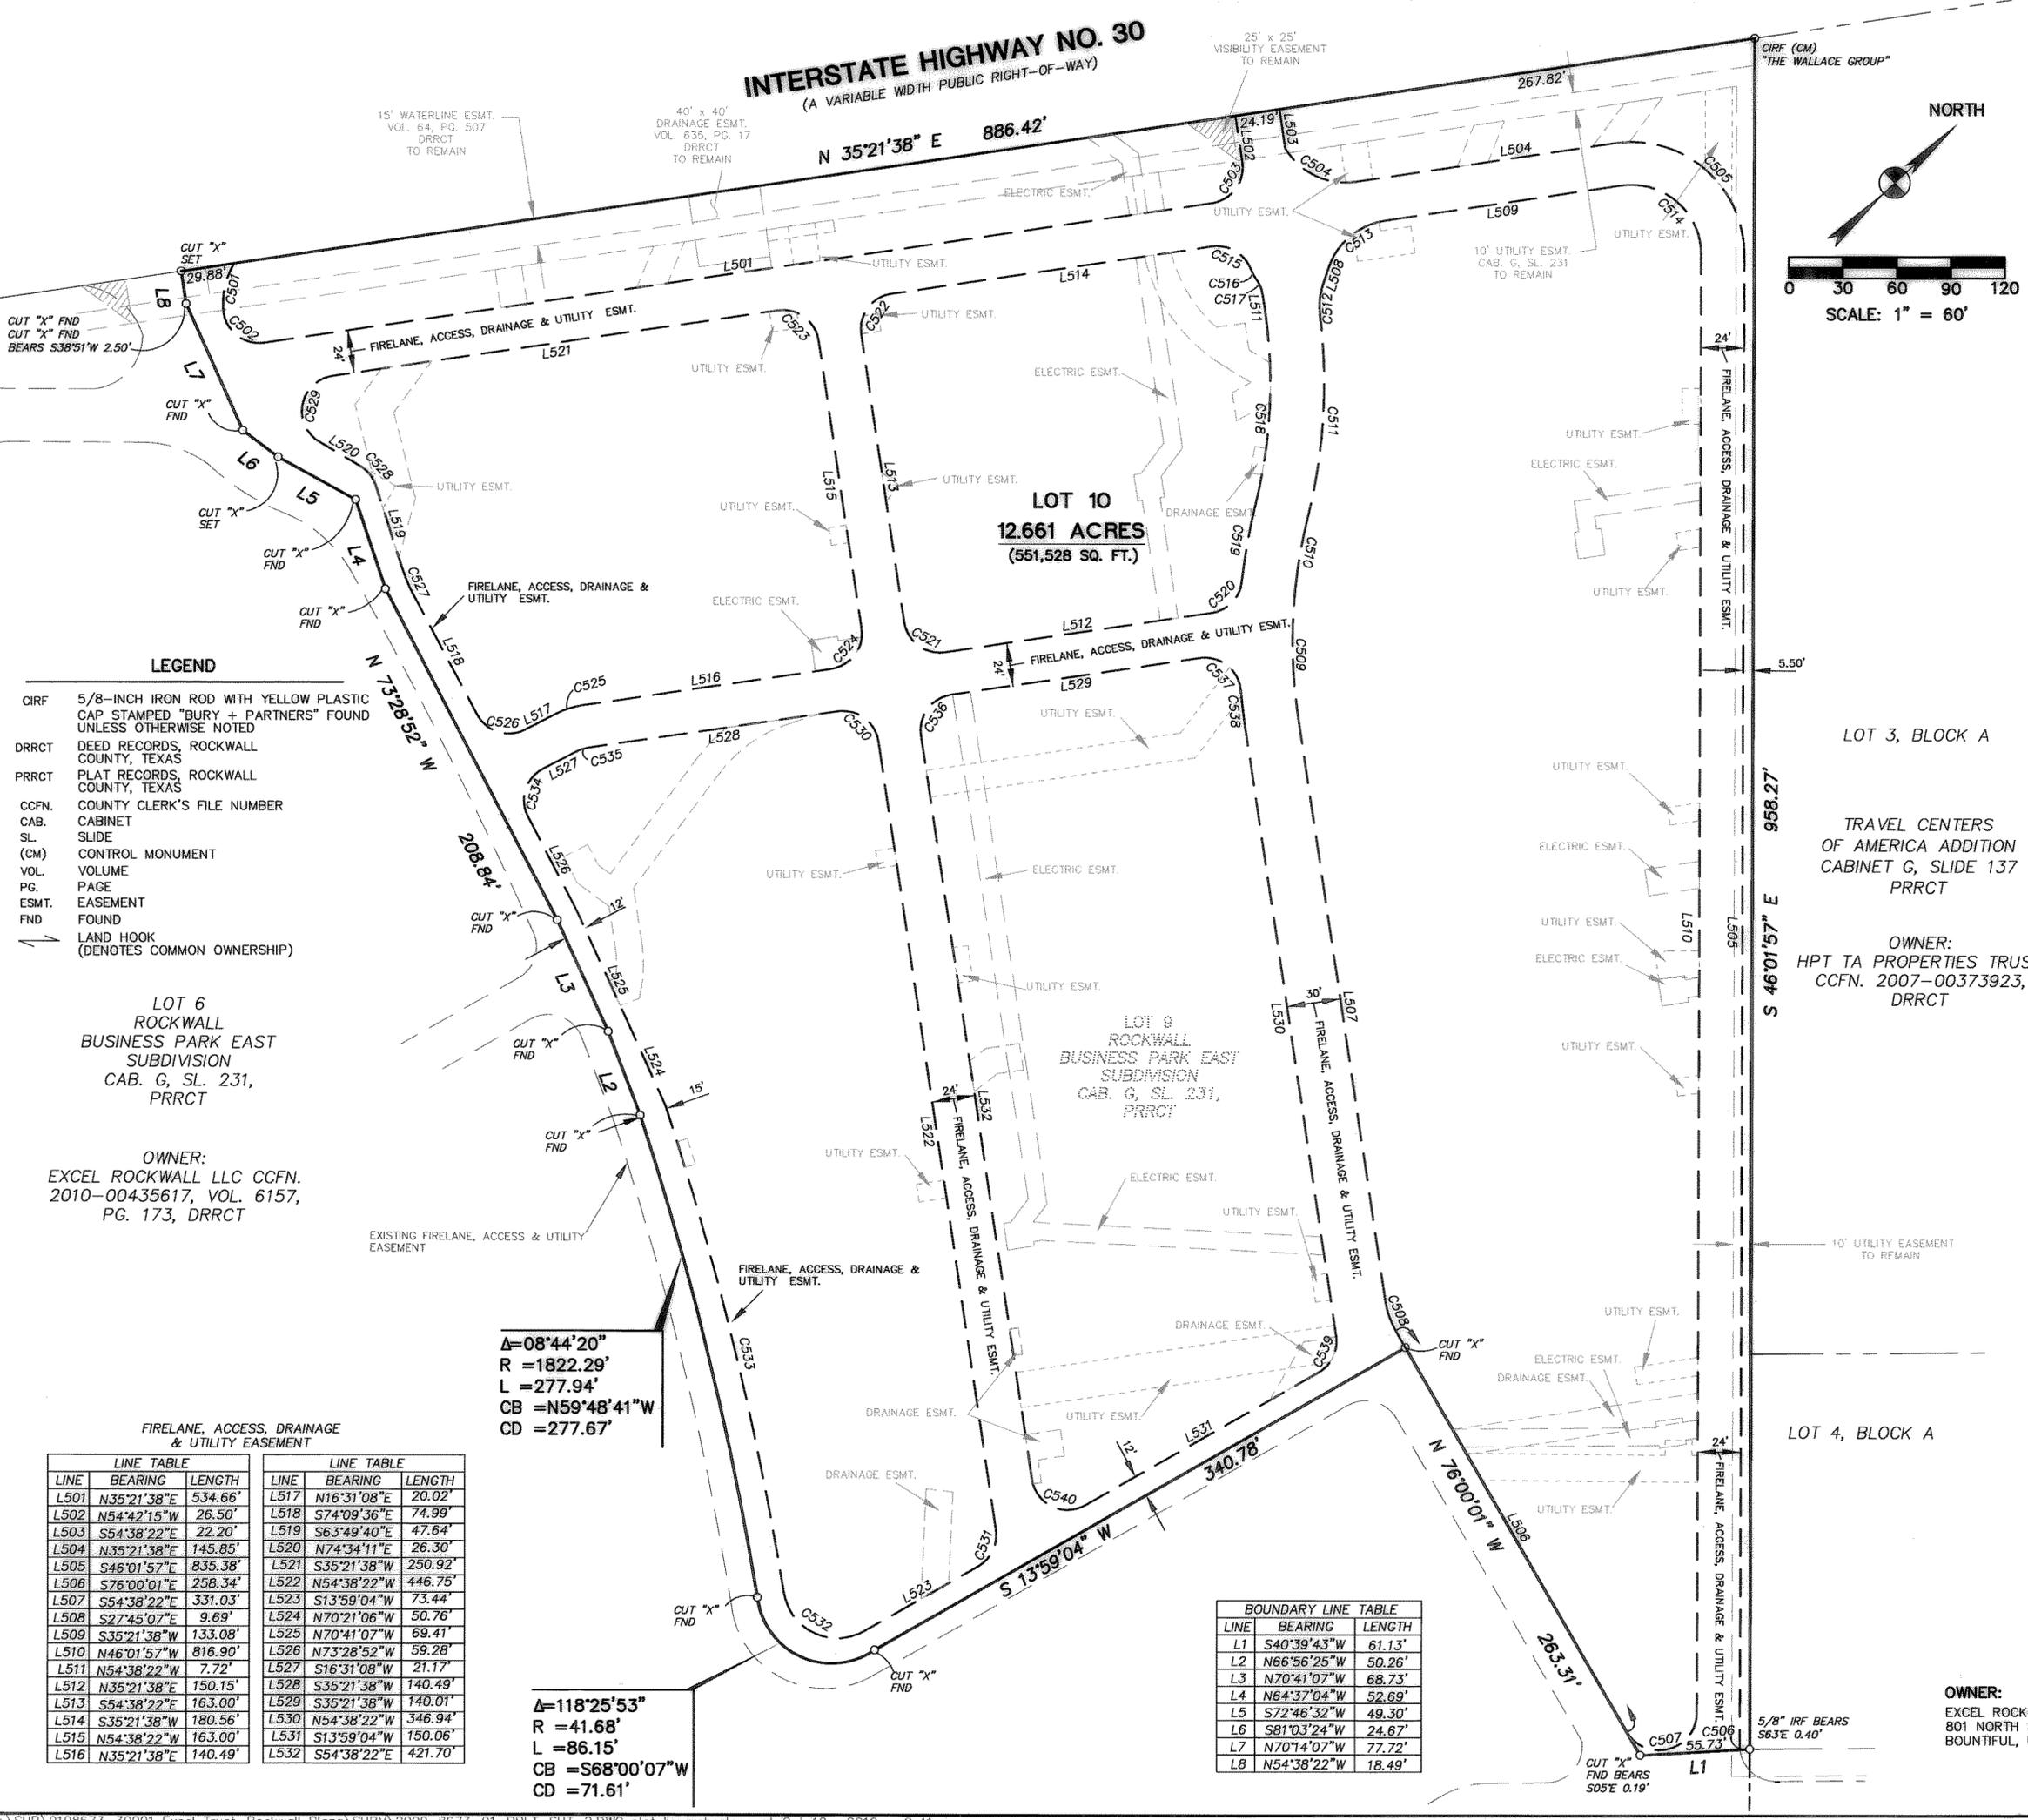 INTERSTATE HIGHWAY NO. 30
(A VARIABLE WIDTH PUBLIC RIGHT-OF-WAY)
N 35°21'38" E 886.42'
25' x 25'
VISIBILITY EASEMENT
TO REMAIN
267.82'
CIRF (CM)
"THE WALLACE GROUP"
15' WATERLINE ESMT.
VOL. 64, PG. 507
DRRCT
TO REMAIN
40' x 40'
DRAINAGE ESMT.
VOL. 635, PG. 17
DRRCT
TO REMAIN
24.19'
L502
L503
C503
C504
L504
C505
NORTH
ELECTRIC ESMT.
UTILITY ESMT.
L509
C514
UTILITY ESMT.
C513
10' UTILITY ESMT.
CAB. G, SL. 231
TO REMAIN
0 30 60 90 120
SCALE: 1" = 60'
CUT "X"
SET
29.88'
L8
C501
C502
L501
UTILITY ESMT.
L514
C515
C516
C517
L511
L508
C512
CUT "X" FND
CUT "X" FND
BEARS S38°51'W 2.50'
24'
FIRELANE, ACCESS, DRAINAGE & UTILITY ESMT.
L521
C523
C522
UTILITY ESMT.
UTILITY ESMT.
ELECTRIC ESMT.
24'
FIRELANE, ACCESS, DRAINAGE & UTILITY ESMT.
L7
CUT "X"
FND
C529
L520
C528
L6
L5
CUT "X"
SET
UTILITY ESMT.
L519
L515
L513
UTILITY ESMT.
UTILITY ESMT.
C518
C511
UTILITY ESMT.
ELECTRIC ESMT.
LOT 10
12.661 ACRES
(551,528 SQ. FT.)
DRAINAGE ESMT.
C519
C510
UTILITY ESMT.
CUT "X"
FND
L4
C527
FIRELANE, ACCESS, DRAINAGE &
UTILITY ESMT.
CUT "X"
FND
ELECTRIC ESMT.
C524
C521
C520
L512
FIRELANE, ACCESS, DRAINAGE & UTILITY ESMT.
24'
L529
C509
5.50'
L518
N 73°28'52" W
208.84'
C526
L517
C525
L516
C530
C536
C537
C538
UTILITY ESMT.
L528
C535
L527
C534
LEGEND
CIRF 5/8-INCH IRON ROD WITH YELLOW PLASTIC
CAP STAMPED "BURY + PARTNERS" FOUND
UNLESS OTHERWISE NOTED
DRRCT DEED RECORDS, ROCKWALL
COUNTY, TEXAS
PRRCT PLAT RECORDS, ROCKWALL
COUNTY, TEXAS
CCFN. COUNTY CLERK'S FILE NUMBER
CAB. CABINET
SL. SLIDE
(CM) CONTROL MONUMENT
VOL. VOLUME
PG. PAGE
ESMT. EASEMENT
FND FOUND
LAND HOOK
(DENOTES COMMON OWNERSHIP)
LOT 3, BLOCK A
TRAVEL CENTERS
OF AMERICA ADDITION
CABINET G, SLIDE 137
PRRCT
OWNER:
HPT TA PROPERTIES TRUS
CCFN. 2007-00373923,
DRRCT
S 46°01'57" E 958.27'
UTILITY ESMT.
ELECTRIC ESMT.
UTILITY ESMT.
ELECTRIC ESMT.
UTILITY ESMT.
L510
L505
L526
12'
UTILITY ESMT.
ELECTRIC ESMT.
CUT "X"
FND
L3
L525
UTILITY ESMT.
30'
L530
L507
FIRELANE, ACCESS, DRAINAGE & UTILITY ESMT.
LOT 9
ROCKWALL
BUSINESS PARK EAST
SUBDIVISION
CAB. G, SL. 231,
PRRCT
LOT 6
ROCKWALL
BUSINESS PARK EAST
SUBDIVISION
CAB. G, SL. 231,
PRRCT
OWNER:
EXCEL ROCKWALL LLC CCFN.
2010-00435617, VOL. 6157,
PG. 173, DRRCT
CUT "X"
FND
L2
L524
15'
CUT "X"
FND
24'
L522
L532
FIRELANE, ACCESS, DRAINAGE & UTILITY ESMT.
UTILITY ESMT.
ELECTRIC ESMT.
UTILITY ESMT.
EXISTING FIRELANE, ACCESS & UTILITY
EASEMENT
FIRELANE, ACCESS, DRAINAGE &
UTILITY ESMT.
10' UTILITY EASEMENT
TO REMAIN
Δ=08°44'20"
R =1822.29'
L =277.94'
CB =N59°48'41"W
CD =277.67'
C533
DRAINAGE ESMT.
C539
C508
CUT "X"
FND
UTILITY ESMT.
ELECTRIC ESMT.
DRAINAGE ESMT.
UTILITY ESMT.
DRAINAGE ESMT.
UTILITY ESMT.
L531
12'
340.78'
S 13°59'04" W
C540
DRAINAGE ESMT.
C531
L523
C532
CUT "X"
FND
CUT "X"
FND
LOT 4, BLOCK A
N 76°00'01" W
263.31'
L506
24'
FIRELANE, ACCESS, DRAINAGE & UTILITY ESMT.
FIRELANE, ACCESS, DRAINAGE
& UTILITY EASEMENT
LINE TABLE
LINE BEARING LENGTH
L501 N35°21'38"E 534.66'
L502 N54°42'15"W 26.50'
L503 S54°38'22"E 22.20'
L504 N35°21'38"E 145.85'
L505 S46°01'57"E 835.38'
L506 S76°00'01"E 258.34'
L507 S54°38'22"E 331.03'
L508 S27°45'07"E 9.69'
L509 S35°21'38"W 133.08'
L510 N46°01'57"W 816.90'
L511 N54°38'22"W 7.72'
L512 N35°21'38"E 150.15'
L513 S54°38'22"E 163.00'
L514 S35°21'38"W 180.56'
L515 N54°38'22"W 163.00'
L516 N35°21'38"E 140.49'
LINE TABLE
LINE BEARING LENGTH
L517 N16°31'08"E 20.02'
L518 S74°09'36"E 74.99'
L519 S63°49'40"E 47.64'
L520 N74°34'11"E 26.30'
L521 S35°21'38"W 250.92'
L522 N54°38'22"W 446.75'
L523 S13°59'04"W 73.44'
L524 N70°21'06"W 50.76'
L525 N70°41'07"W 69.41'
L526 N73°28'52"W 59.28'
L527 S16°31'08"W 21.17'
L528 S35°21'38"W 140.49'
L529 S35°21'38"W 140.01'
L530 N54°38'22"W 346.94'
L531 S13°59'04"W 150.06'
L532 S54°38'22"E 421.70'
Δ=118°25'53"
R =41.68'
L =86.15'
CB =S68°00'07"W
CD =71.61'
BOUNDARY LINE TABLE
LINE BEARING LENGTH
L1 S40°39'43"W 61.13'
L2 N66°56'25"W 50.26'
L3 N70°41'07"W 68.73'
L4 N64°37'04"W 52.69'
L5 S72°46'32"W 49.30'
L6 S81°03'24"W 24.67'
L7 N70°14'07"W 77.72'
L8 N54°38'22"W 18.49'
C507
C506
55.73'
L1
CUT "X"
FND BEARS
S05°E 0.19'
5/8" IRF BEARS
S63°E 0.40'
OWNER:
EXCEL ROCK
801 NORTH
BOUNTIFUL,